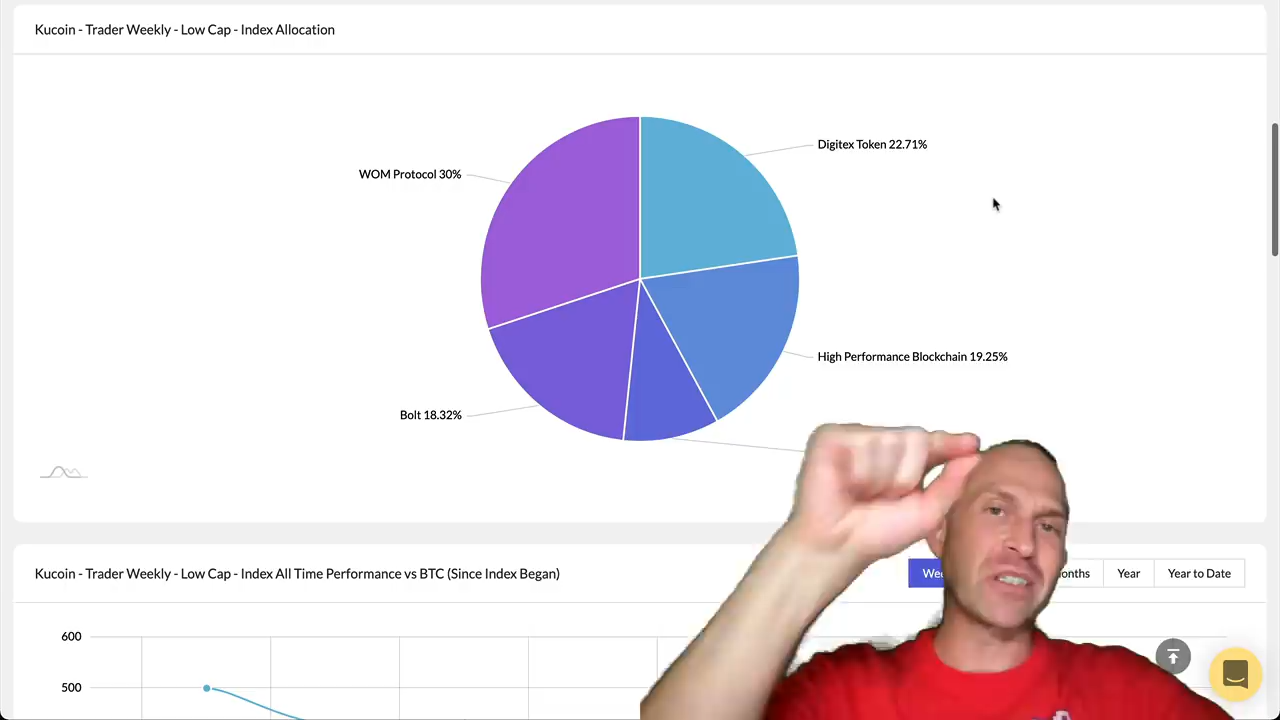 Kucoin - Trader Weekly - Low Cap - Index Allocation
Digitex Token 22.71%
WOM Protocol 30%
High Performance Blockchain 19.25%
Bolt 18.32%
Kucoin - Trader Weekly - Low Cap - Index All Time Performance vs BTC (Since Index Began)
Year
Year to Date
600
500